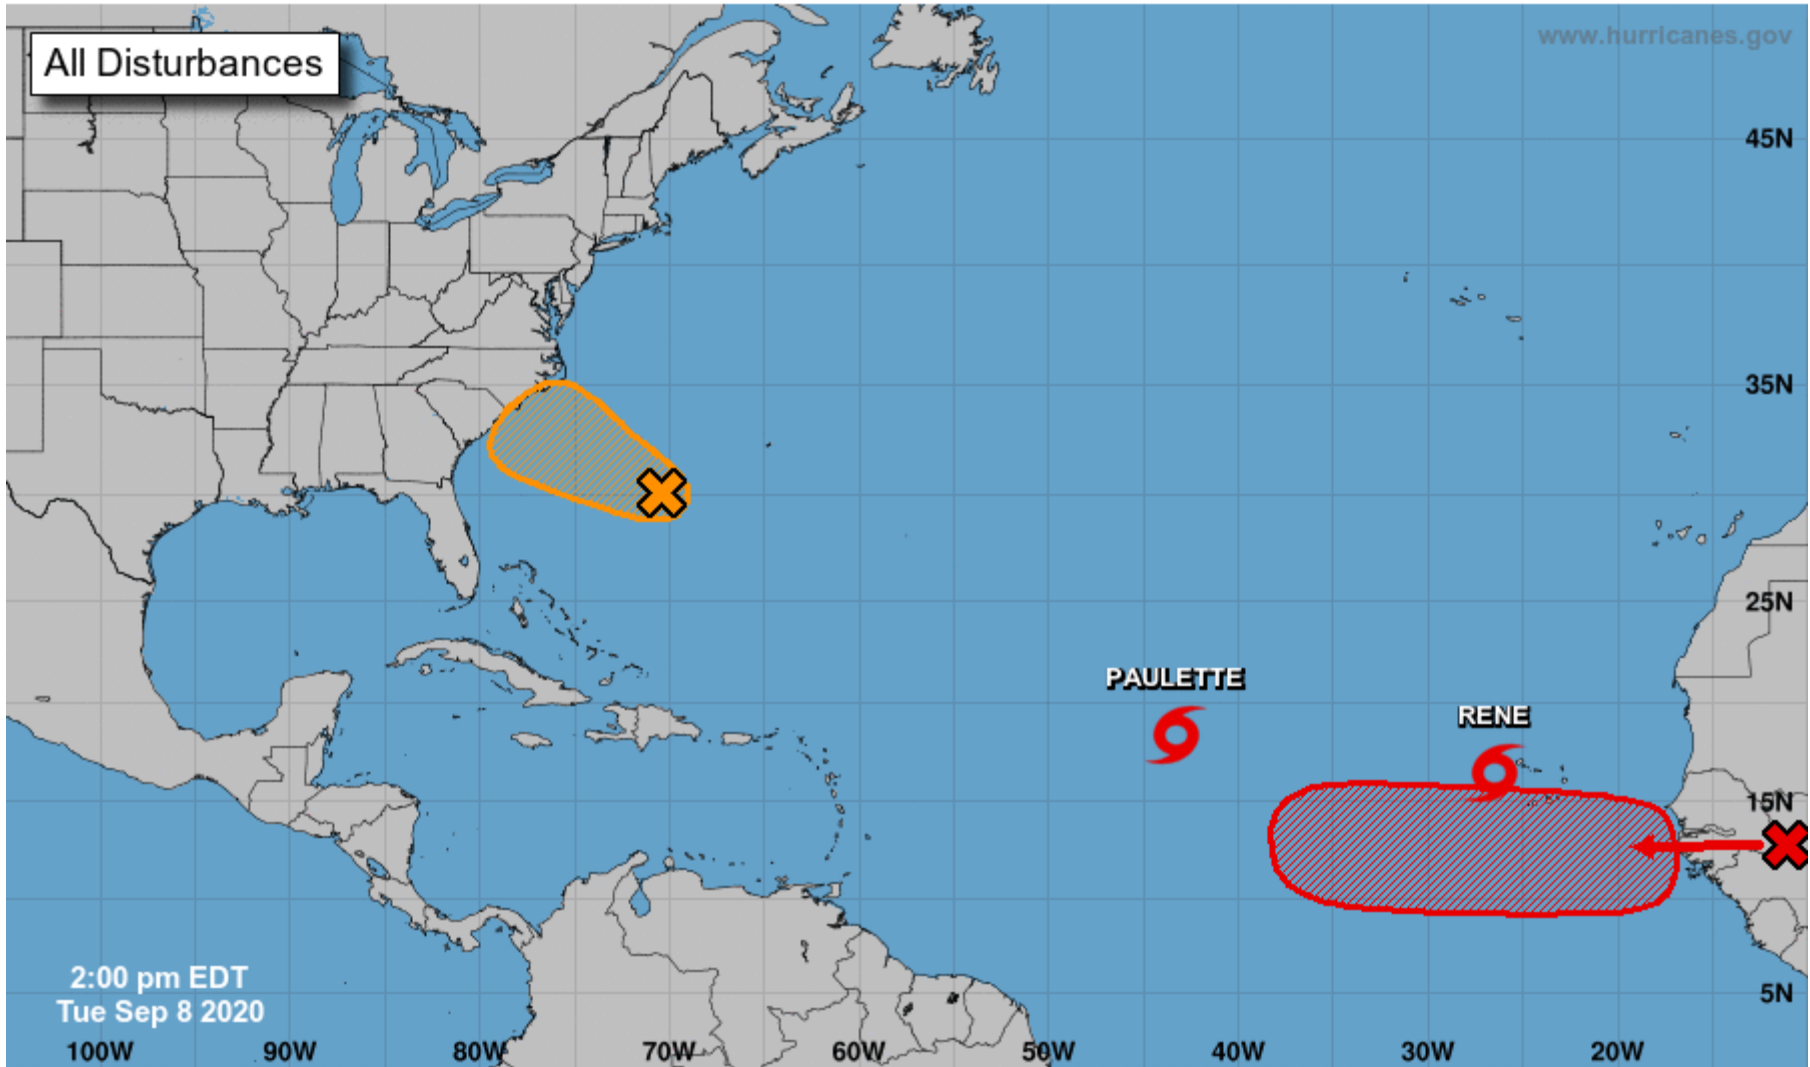 All Disturbances
www.hurricanes.gov
45N
35N
25N
PAULETTE
RENE
15N
2:00 pm EDT
Tue Sep 8 2020
5N
100W
90W
80W
70W
60W
50W
40W
30W
20W